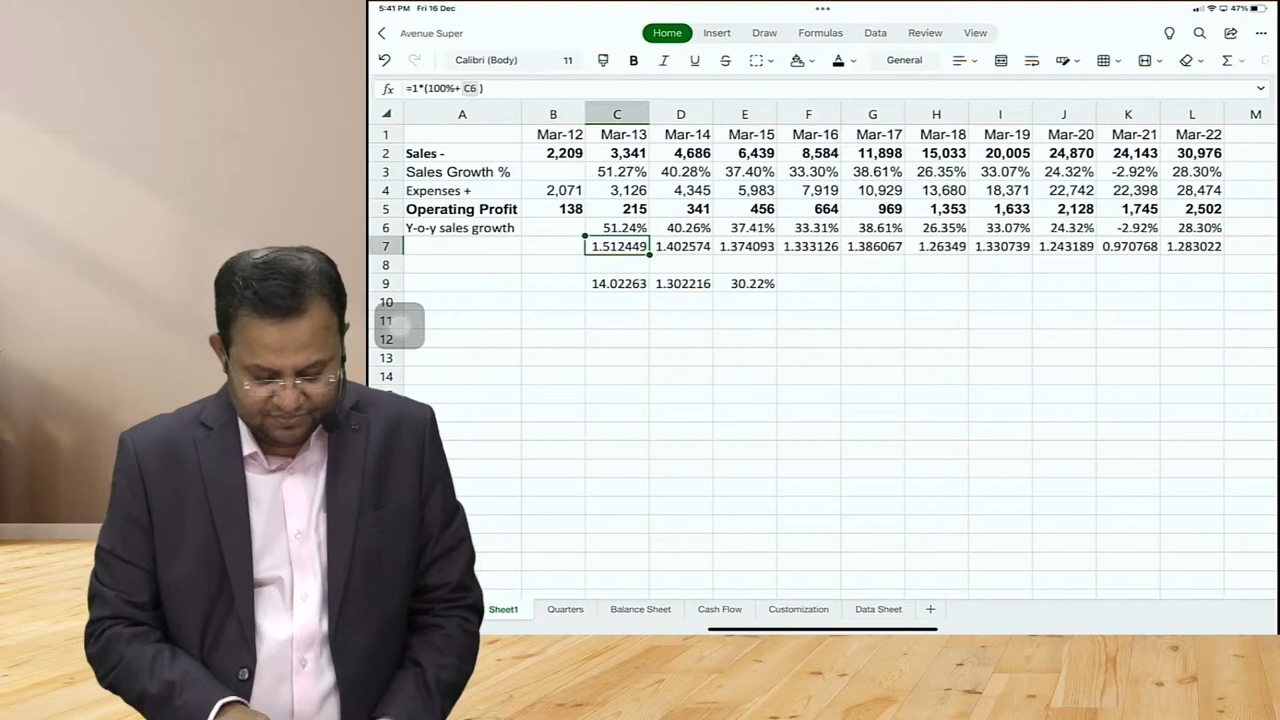 5:41 PM Fri 16 Dec
47%
Avenue Super
Home Insert Draw Formulas Data Review View
Calibri (Body) 11 B I U S A General Σ
fx =1*(100%+ C6 )
A B C D E F G H I J K L M
1 Mar-12 Mar-13 Mar-14 Mar-15 Mar-16 Mar-17 Mar-18 Mar-19 Mar-20 Mar-21 Mar-22
2 Sales - 2,209 3,341 4,686 6,439 8,584 11,898 15,033 20,005 24,870 24,143 30,976
3 Sales Growth % 51.27% 40.28% 37.40% 33.30% 38.61% 26.35% 33.07% 24.32% -2.92% 28.30%
4 Expenses + 2,071 3,126 4,345 5,983 7,919 10,929 13,680 18,371 22,742 22,398 28,474
5 Operating Profit 138 215 341 456 664 969 1,353 1,633 2,128 1,745 2,502
6 Y-o-y sales growth 51.24% 40.26% 37.41% 33.31% 38.61% 26.35% 33.07% 24.32% -2.92% 28.30%
7 1.512449 1.402574 1.374093 1.333126 1.386067 1.26349 1.330739 1.243189 0.970768 1.283022
8
9 14.02263 1.302216 30.22%
10
11
12
13
14
Sheet1 Quarters Balance Sheet Cash Flow Customization Data Sheet +